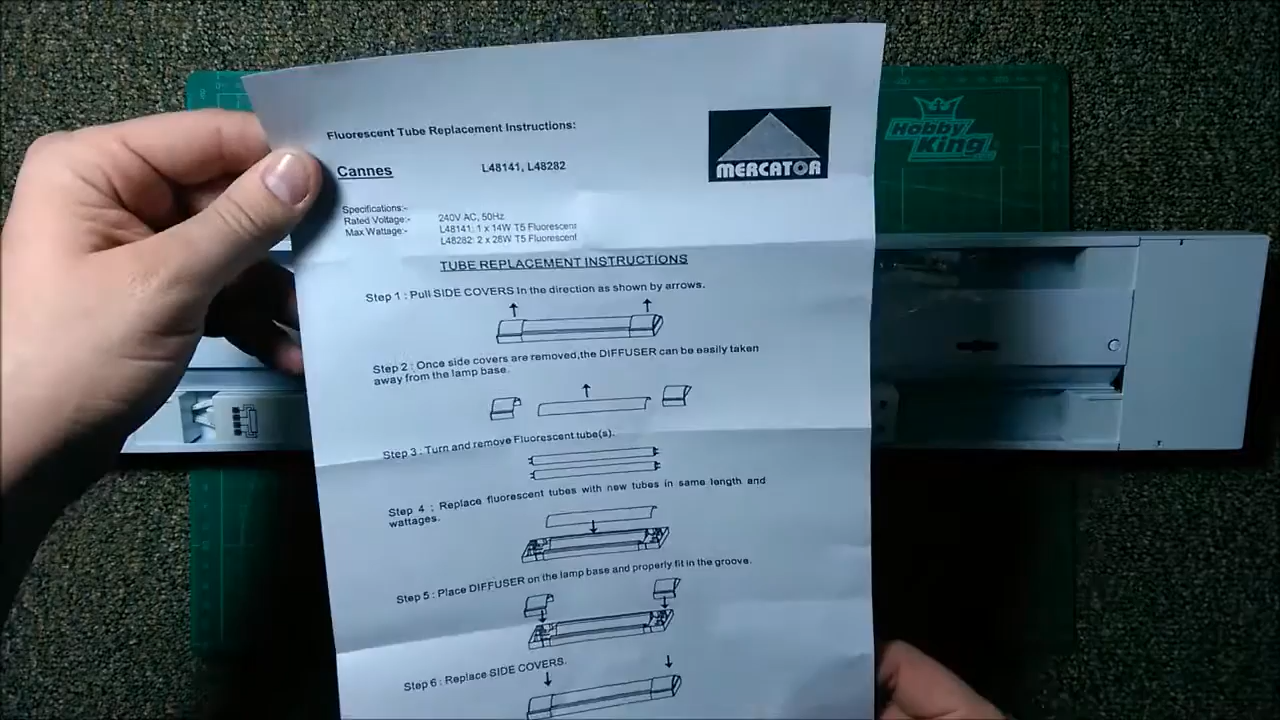 Fluorescent Tube Replacement Instructions:
Cannes
L48141, L48282
MERCATOR
Hobby
King
Specifications:-
Rated Voltage:- 240V AC, 50Hz
Max Wattage:- L48141: 1 x 14W T5 Fluorescent
L48282: 2 x 28W T5 Fluorescent
TUBE REPLACEMENT INSTRUCTIONS
Step 1 : Pull SIDE COVERS In the direction as shown by arrows.
Step 2 : Once side covers are removed,the DIFFUSER can be easily taken
away from the lamp base.
Step 3 : Turn and remove Fluorescent tube(s).
Step 4 : Replace fluorescent tubes with new tubes in same length and
wattages.
Step 5 : Place DIFFUSER on the lamp base and properly fit in the groove.
Step 6 : Replace SIDE COVERS.